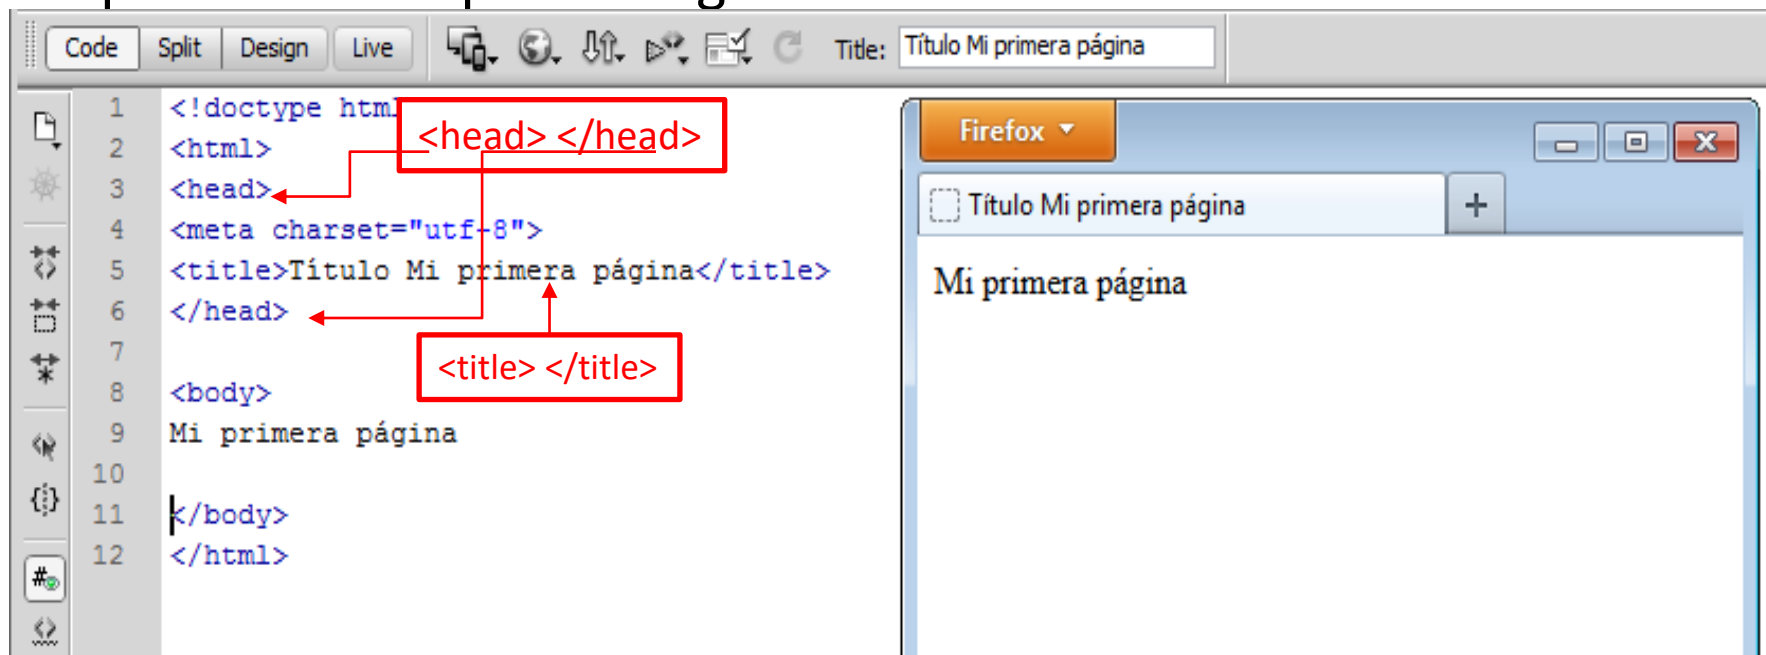 Code Split Design Live Title: Título Mi primera página
1 <!doctype html
2 <html>
3 <head>
4 <meta charset="utf-8">
5 <title>Título Mi primera página</title>
6 </head>
7
8 <body>
9 Mi primera página
10
11 </body>
12 </html>
<head> </head>
<title> </title>
Firefox
Título Mi primera página
Mi primera página